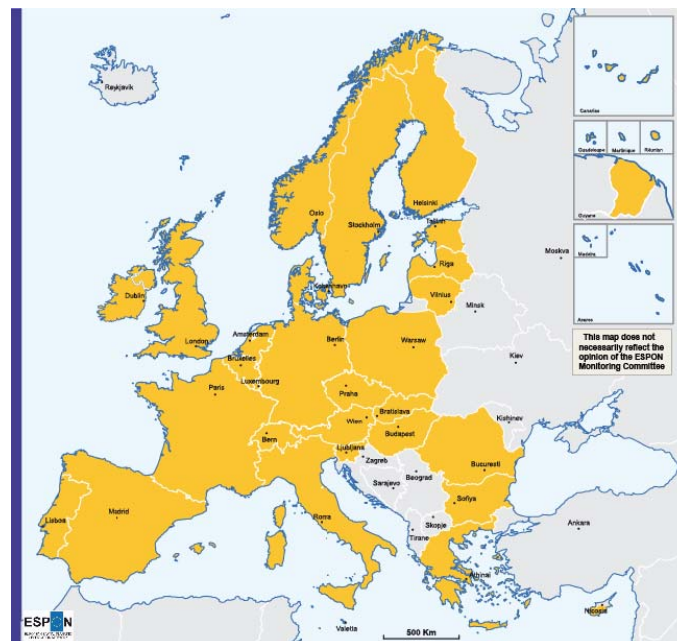 Reykjavík
Canarias
Guadeloupe
Martinique
Réunion
Guyane
Madeira
Azores
This map does not
necessarily reflect the
opinion of the ESPON
Monitoring Committee
Helsinki
Oslo
Tallinn
Stockholm
Moskva
Riga
København
Vilnius
Minsk
Dublin
London
Amsterdam
Berlin
Warsaw
Bruxelles
Kiev
Luxembourg
Paris
Praha
Kishinev
Bratislava
Wien
Budapest
Bern
Ljubljana
Zagreb
Bucuresti
Beograd
Sarajevo
Sofiya
Skopje
Roma
Tirane
Madrid
Lisboa
Ankara
Athinai
Nicosia
Valetta
500 Km
ESPON